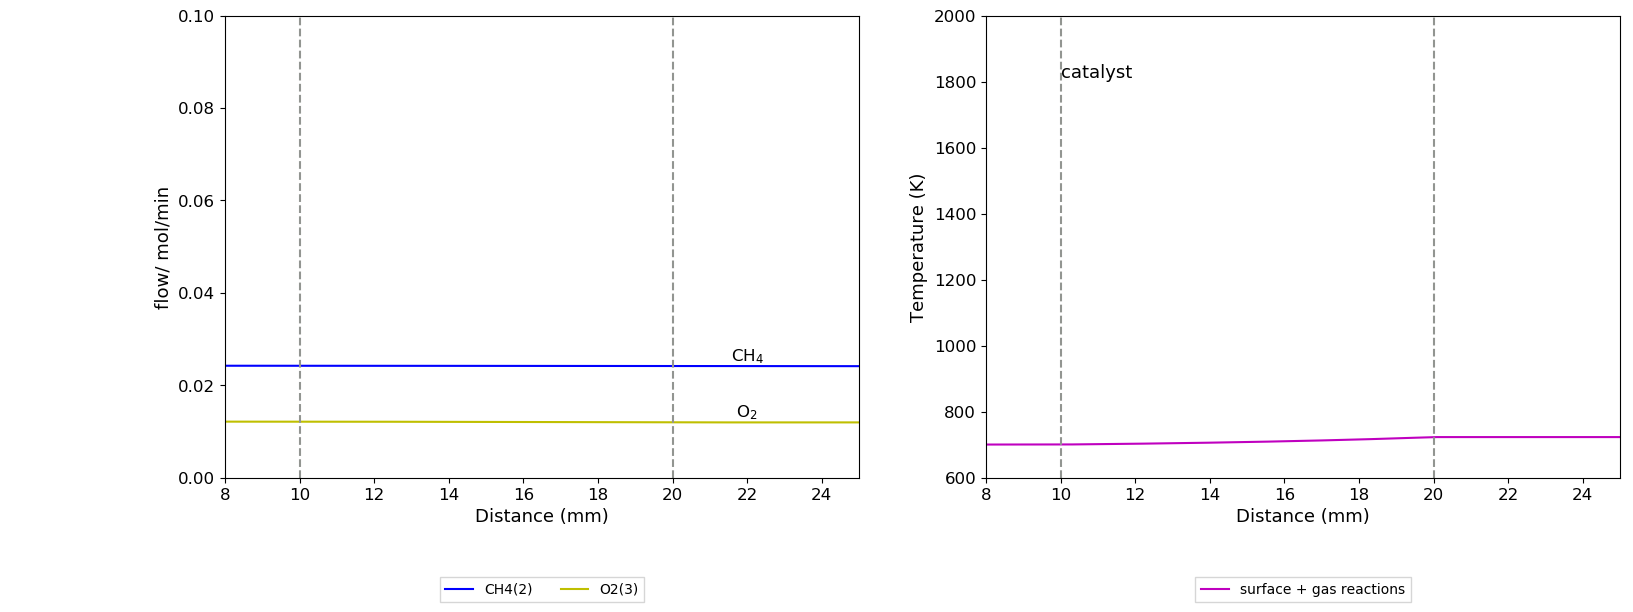 0.10
0.08
0.06
0.04
0.02
0.00
flow/ mol/min
CH₄
O₂
8 10 12 14 16 18 20 22 24
Distance (mm)
CH4(2) O2(3)
2000
1800
1600
1400
1200
1000
800
600
Temperature (K)
catalyst
8 10 12 14 16 18 20 22 24
Distance (mm)
surface + gas reactions